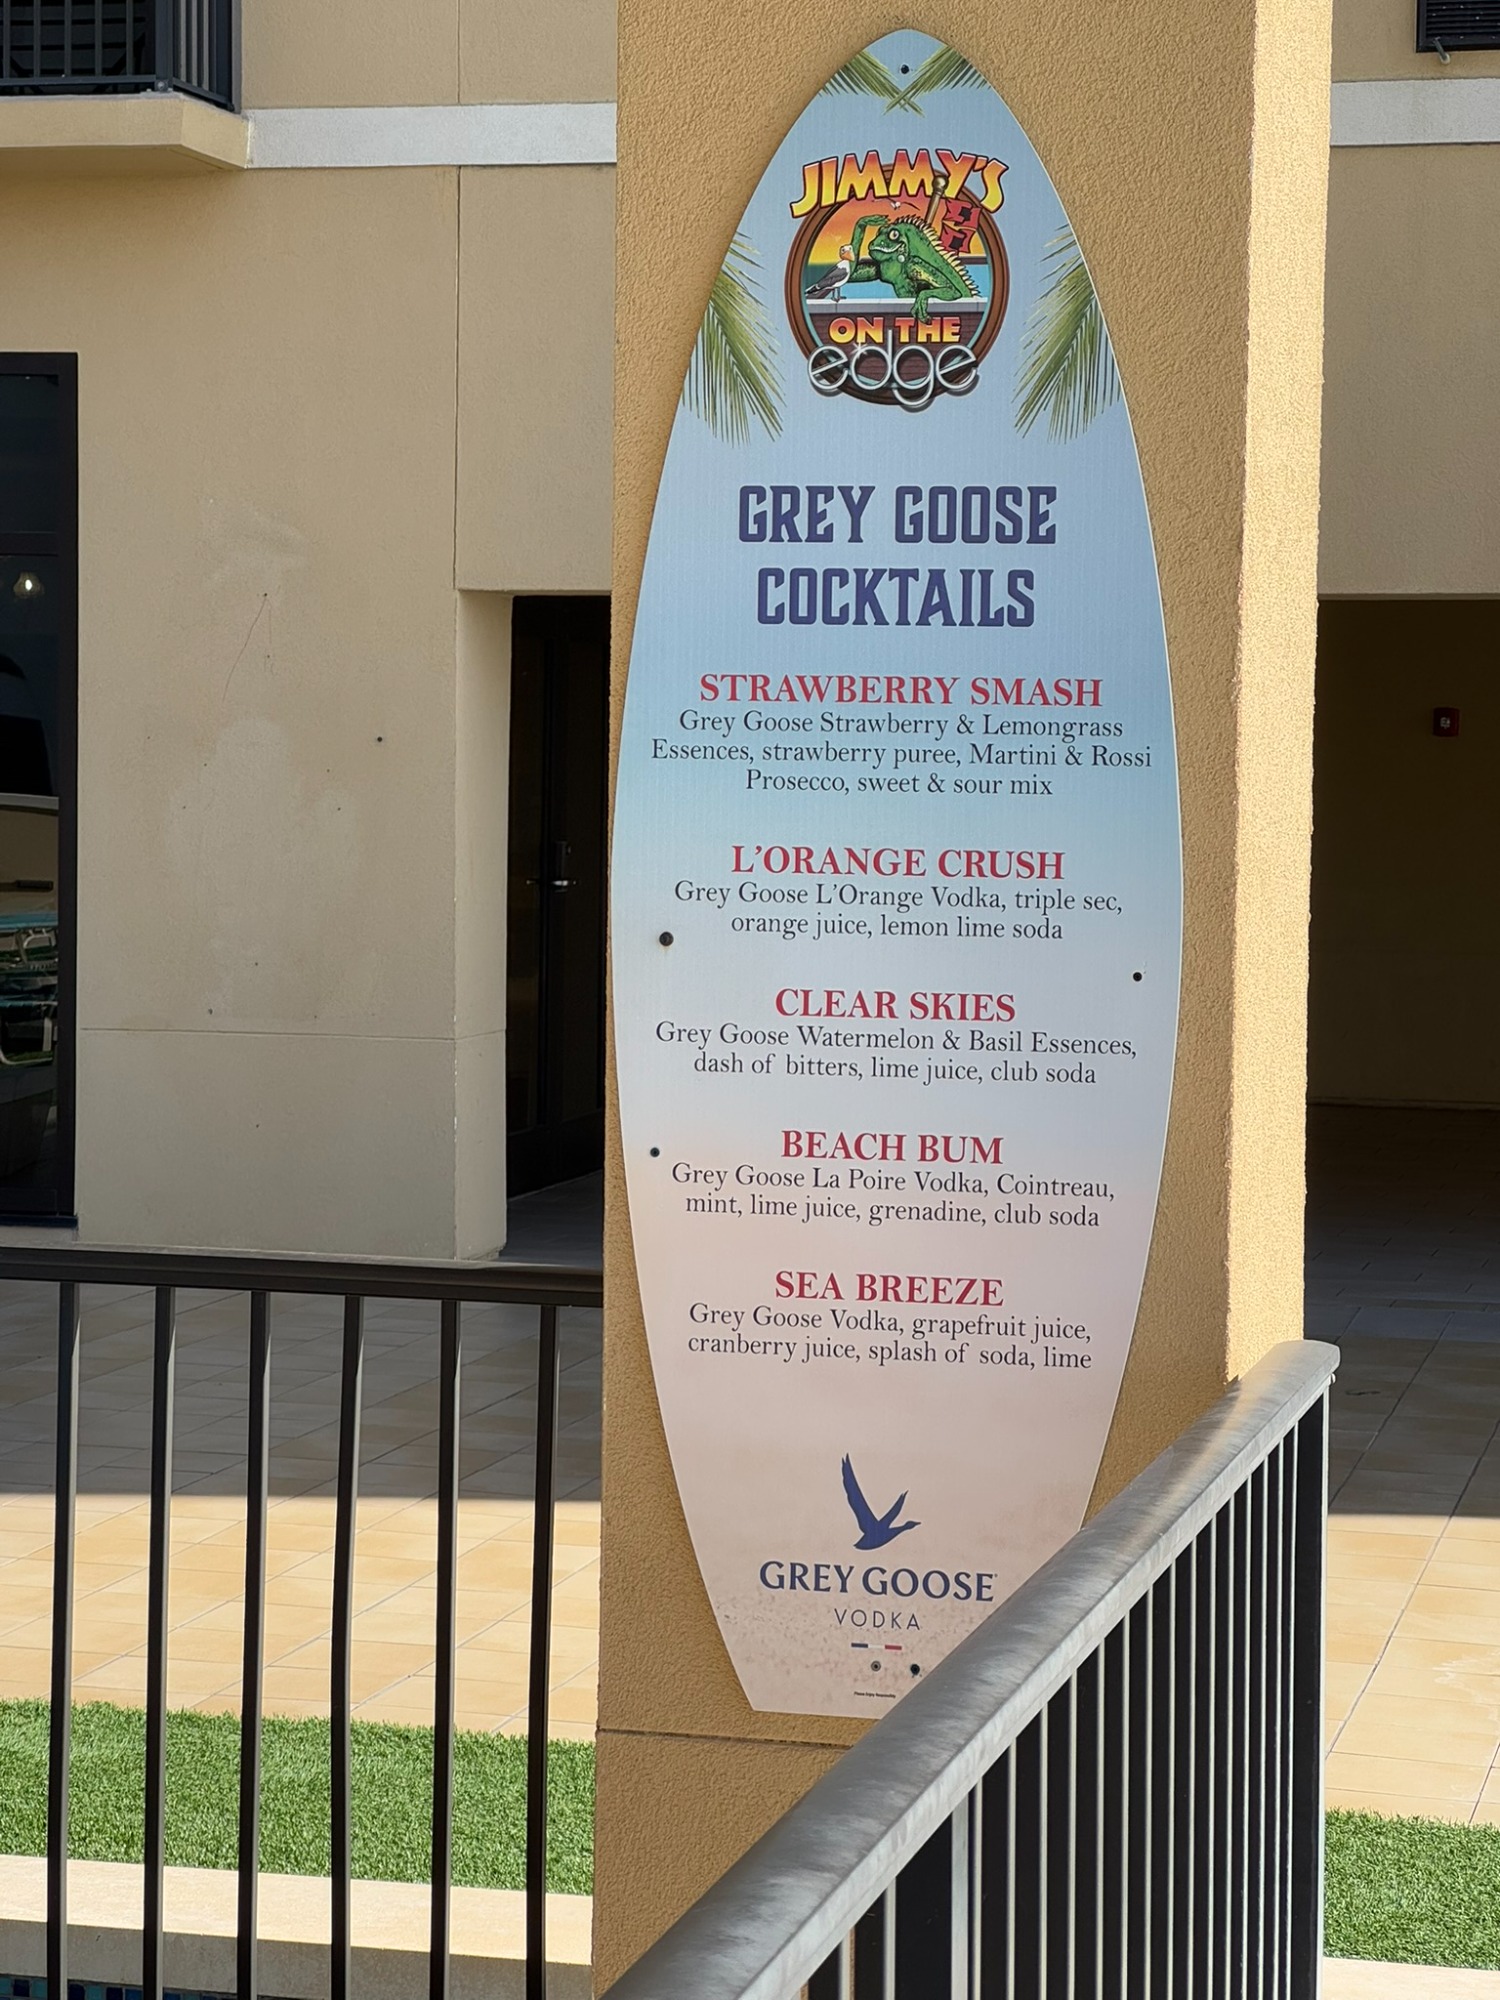 JIMMY'S
ON THE
edge
GREY GOOSE
COCKTAILS
STRAWBERRY SMASH
Grey Goose Strawberry & Lemongrass
Essences, strawberry puree, Martini & Rossi
Prosecco, sweet & sour mix
L'ORANGE CRUSH
Grey Goose L'Orange Vodka, triple sec,
orange juice, lemon lime soda
CLEAR SKIES
Grey Goose Watermelon & Basil Essences,
dash of bitters, lime juice, club soda
BEACH BUM
Grey Goose La Poire Vodka, Cointreau,
mint, lime juice, grenadine, club soda
SEA BREEZE
Grey Goose Vodka, grapefruit juice,
cranberry juice, splash of soda, lime
GREY GOOSE
VODKA
Please Enjoy Responsibly.